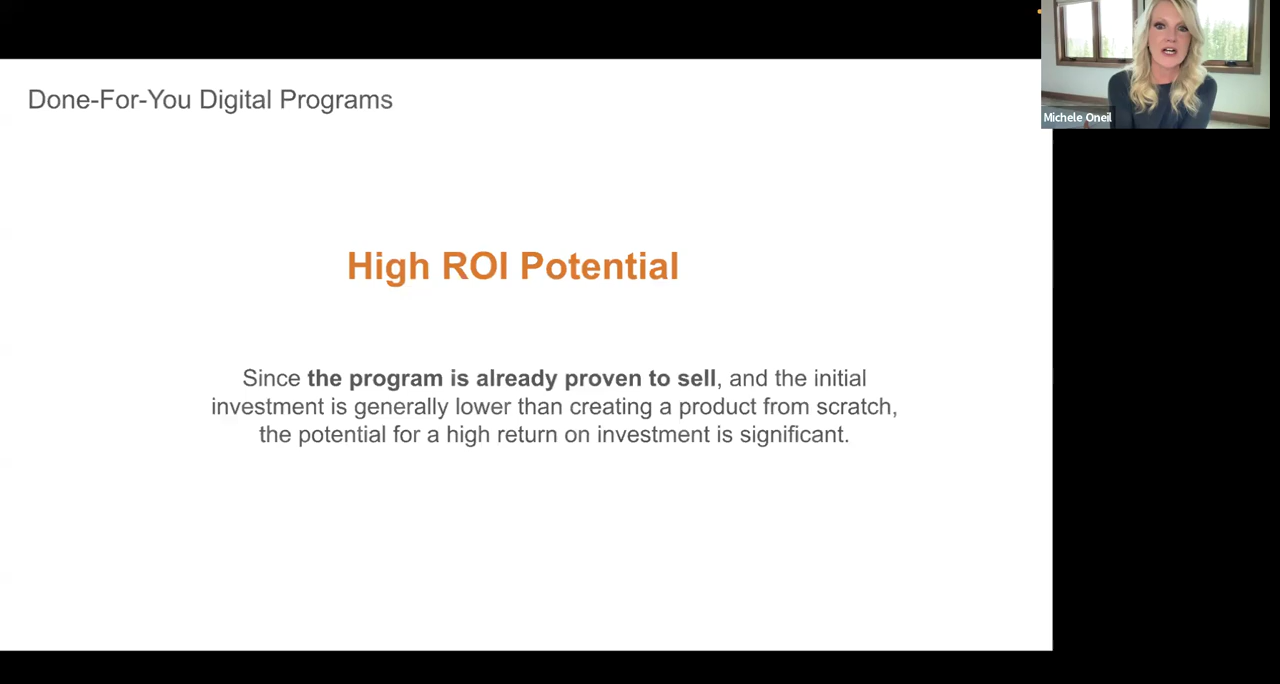 Done-For-You Digital Programs
Michele Oneil
High ROI Potential
Since the program is already proven to sell, and the initial
investment is generally lower than creating a product from scratch,
the potential for a high return on investment is significant.